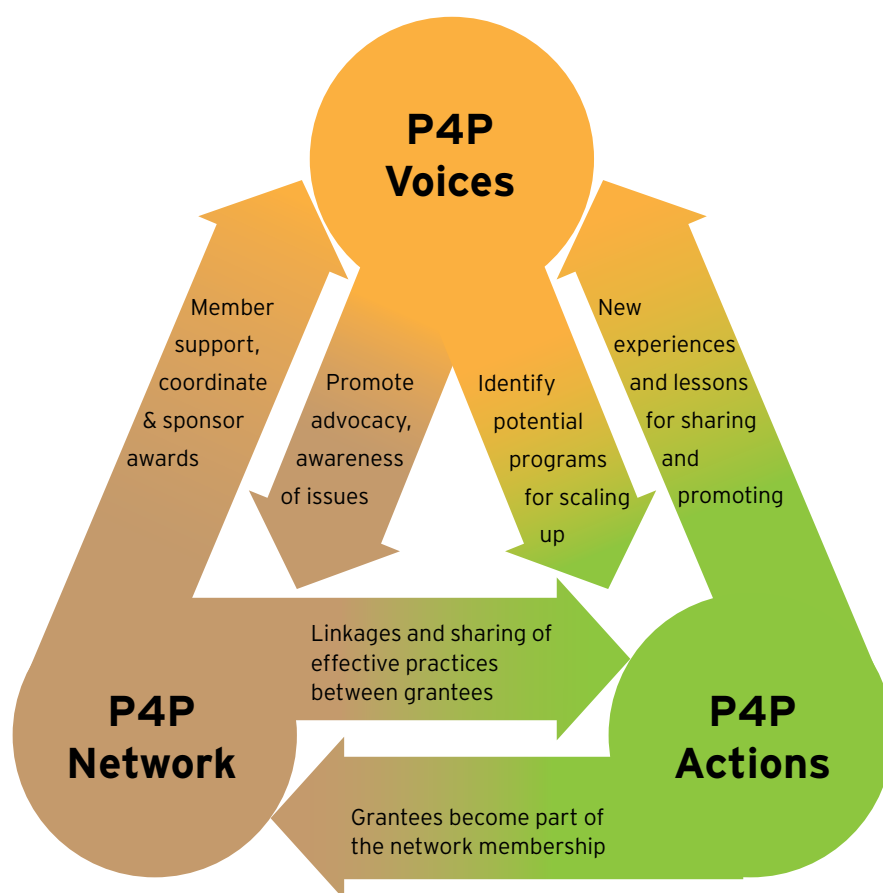 P4P
Voices
Member
support,
coordinate
& sponsor
awards
Promote
advocacy,
awareness
of issues
Identify
potential
programs
for scaling
up
New
experiences
and lessons
for sharing
and
promoting
Linkages and sharing of
effective practices
between grantees
P4P
Network
P4P
Actions
Grantees become part of
the network membership